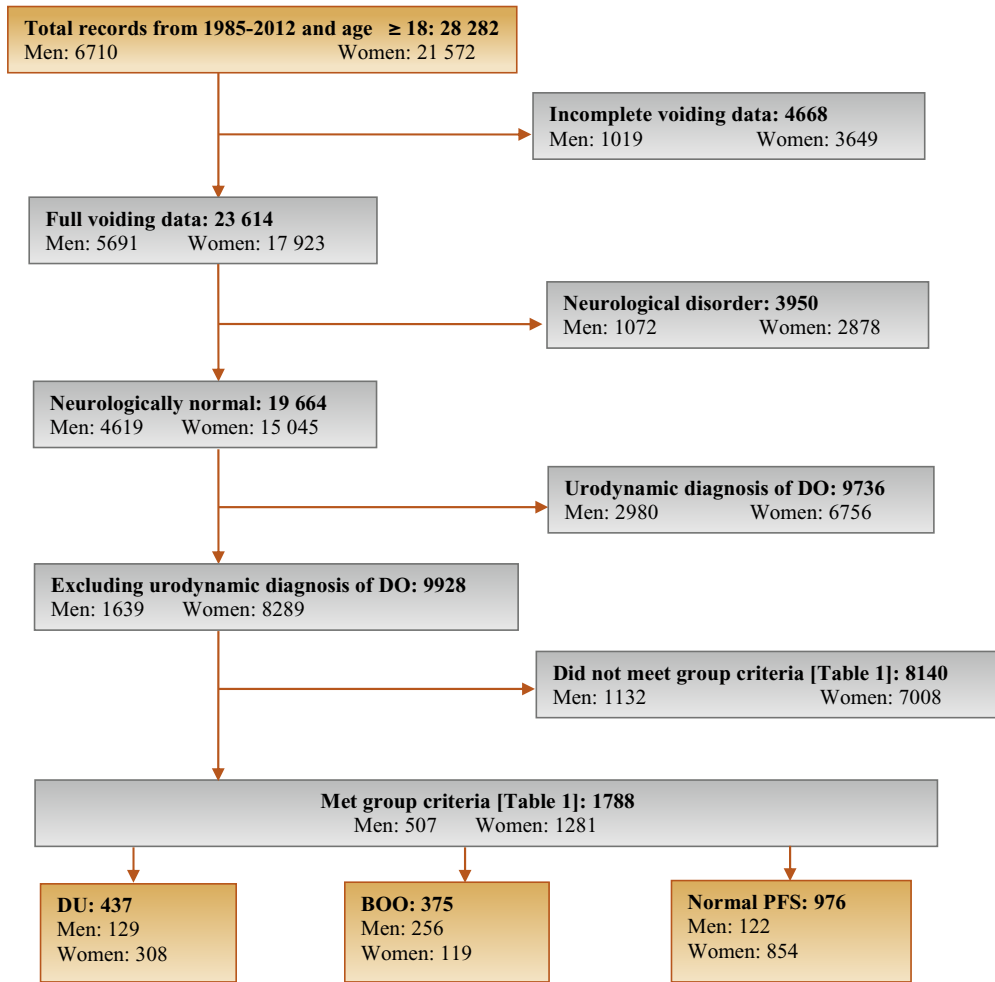 Total records from 1985-2012 and age ≥ 18: 28 282
Men: 6710 Women: 21 572
Incomplete voiding data: 4668
Men: 1019 Women: 3649
Full voiding data: 23 614
Men: 5691 Women: 17 923
Neurological disorder: 3950
Men: 1072 Women: 2878
Neurologically normal: 19 664
Men: 4619 Women: 15 045
Urodynamic diagnosis of DO: 9736
Men: 2980 Women: 6756
Excluding urodynamic diagnosis of DO: 9928
Men: 1639 Women: 8289
Did not meet group criteria [Table 1]: 8140
Men: 1132 Women: 7008
Met group criteria [Table 1]: 1788
Men: 507 Women: 1281
DU: 437
Men: 129
Women: 308
BOO: 375
Men: 256
Women: 119
Normal PFS: 976
Men: 122
Women: 854